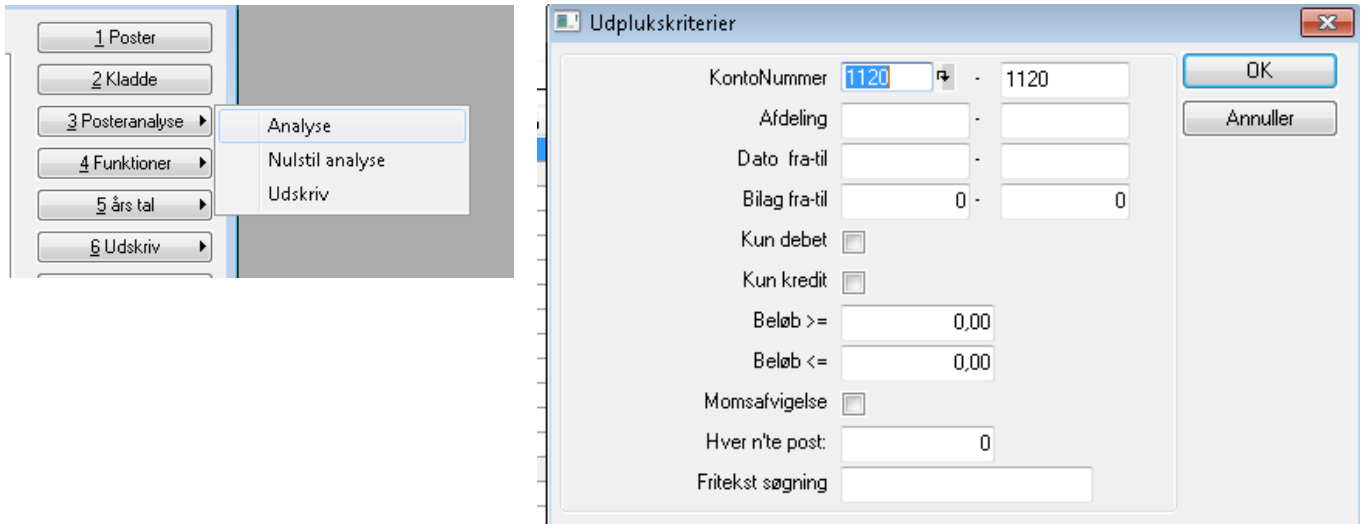 1 Poster
2 Kladde
3 Posteranalyse
4 Funktioner
5 års tal
6 Udskriv
Analyse
Nulstil analyse
Udskriv
Udplukskriterier
KontoNummer 1120 - 1120
Afdeling -
Dato fra-til -
Bilag fra-til 0 - 0
Kun debet
Kun kredit
Beløb >= 0,00
Beløb <= 0,00
Momsafvigelse
Hver n'te post: 0
Fritekst søgning
OK
Annuller